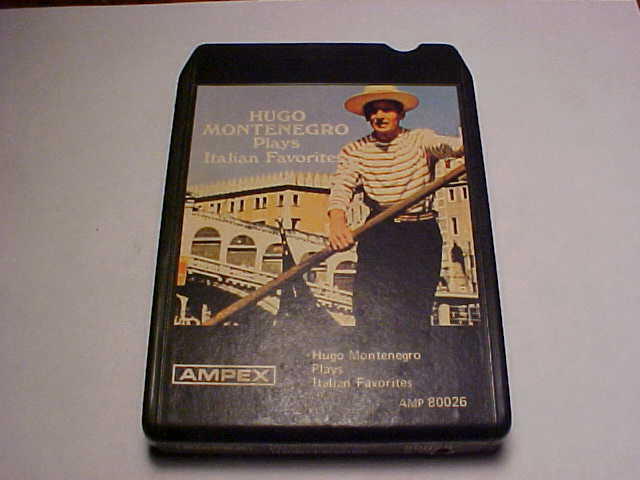 HUGO
MONTENEGRO
Plays
Italian Favorites
AMPEX
Hugo Montenegro
Plays
Italian Favorites
AMP 80026